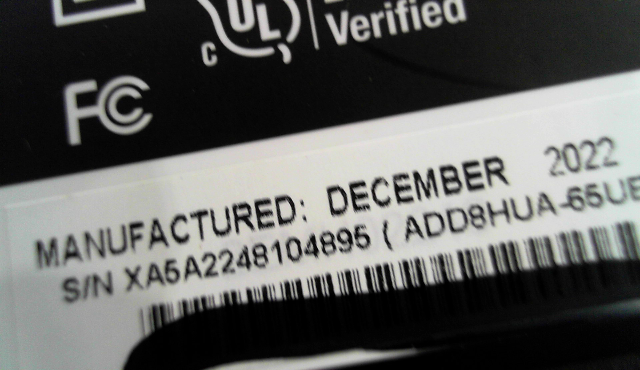 c UL
Verified
FC
MANUFACTURED: DECEMBER 2022
S/N XA5A2248104895 ( ADD8HUA-65UE